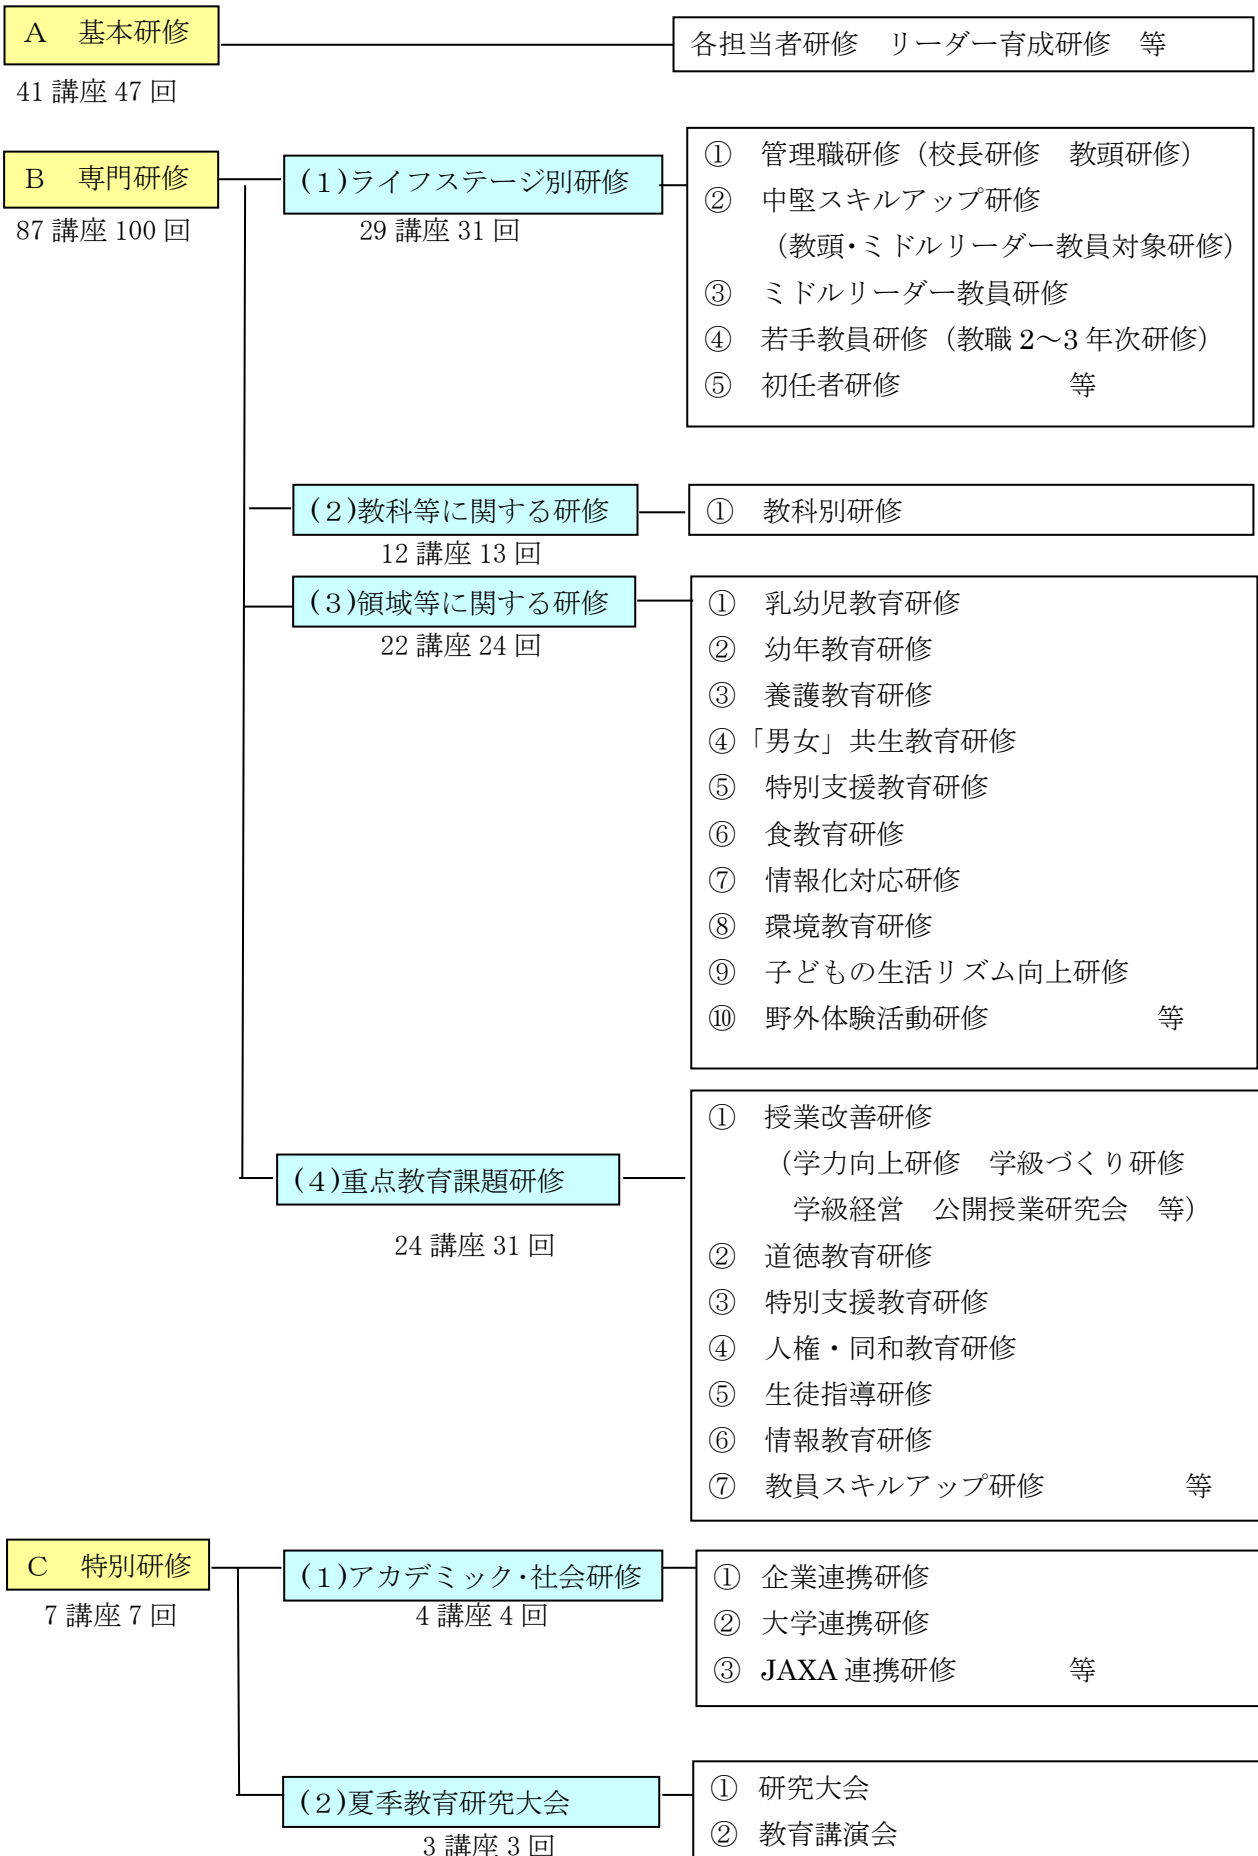 A　基本研修
各担当者研修　リーダー育成研修　等
41 講座 47 回
B　専門研修
87 講座 100 回
(1)ライフステージ別研修
29 講座 31 回
①　管理職研修（校長研修　教頭研修）
②　中堅スキルアップ研修
（教頭・ミドルリーダー教員対象研修）
③　ミドルリーダー教員研修
④　若手教員研修（教職 2～3 年次研修）
⑤　初任者研修　　　　　　等
(2)教科等に関する研修
12 講座 13 回
①　教科別研修
(3)領域等に関する研修
22 講座 24 回
①　乳幼児教育研修
②　幼年教育研修
③　養護教育研修
④「男女」共生教育研修
⑤　特別支援教育研修
⑥　食教育研修
⑦　情報化対応研修
⑧　環境教育研修
⑨　子どもの生活リズム向上研修
⑩　野外体験活動研修　　　　　　等
(4)重点教育課題研修
24 講座 31 回
①　授業改善研修
（学力向上研修　学級づくり研修
学級経営　公開授業研究会　等）
②　道徳教育研修
③　特別支援教育研修
④　人権・同和教育研修
⑤　生徒指導研修
⑥　情報教育研修
⑦　教員スキルアップ研修　　　　　等
C　特別研修
7 講座 7 回
(1)アカデミック・社会研修
4 講座 4 回
①　企業連携研修
②　大学連携研修
③　JAXA 連携研修　　　　等
(2)夏季教育研究大会
3 講座 3 回
①　研究大会
②　教育講演会